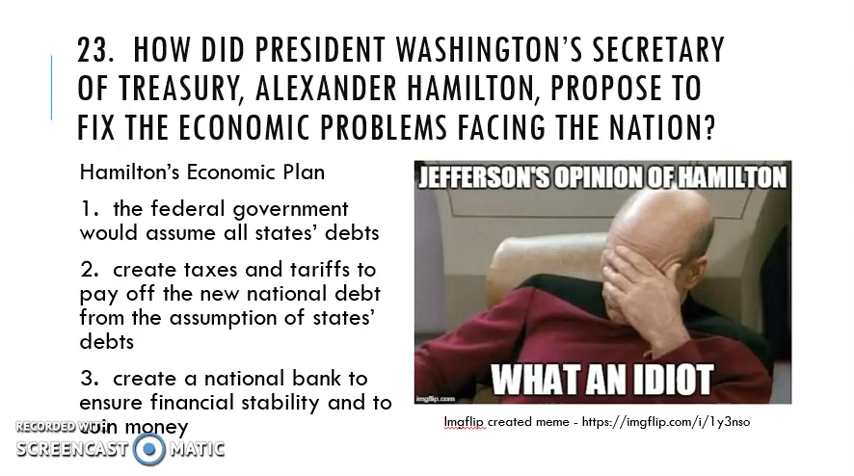 23. HOW DID PRESIDENT WASHINGTON'S SECRETARY
OF TREASURY, ALEXANDER HAMILTON, PROPOSE TO
FIX THE ECONOMIC PROBLEMS FACING THE NATION?
Hamilton's Economic Plan
1. the federal government
would assume all states' debts
2. create taxes and tariffs to
pay off the new national debt
from the assumption of states'
debts
3. create a national bank to
ensure financial stability and to
coin money
JEFFERSON'S OPINION OF HAMILTON
WHAT AN IDIOT
imgflip.com
Imgflip created meme - https://imgflip.com/i/1y3nso
RECORDED WITH
SCREENCAST MATIC